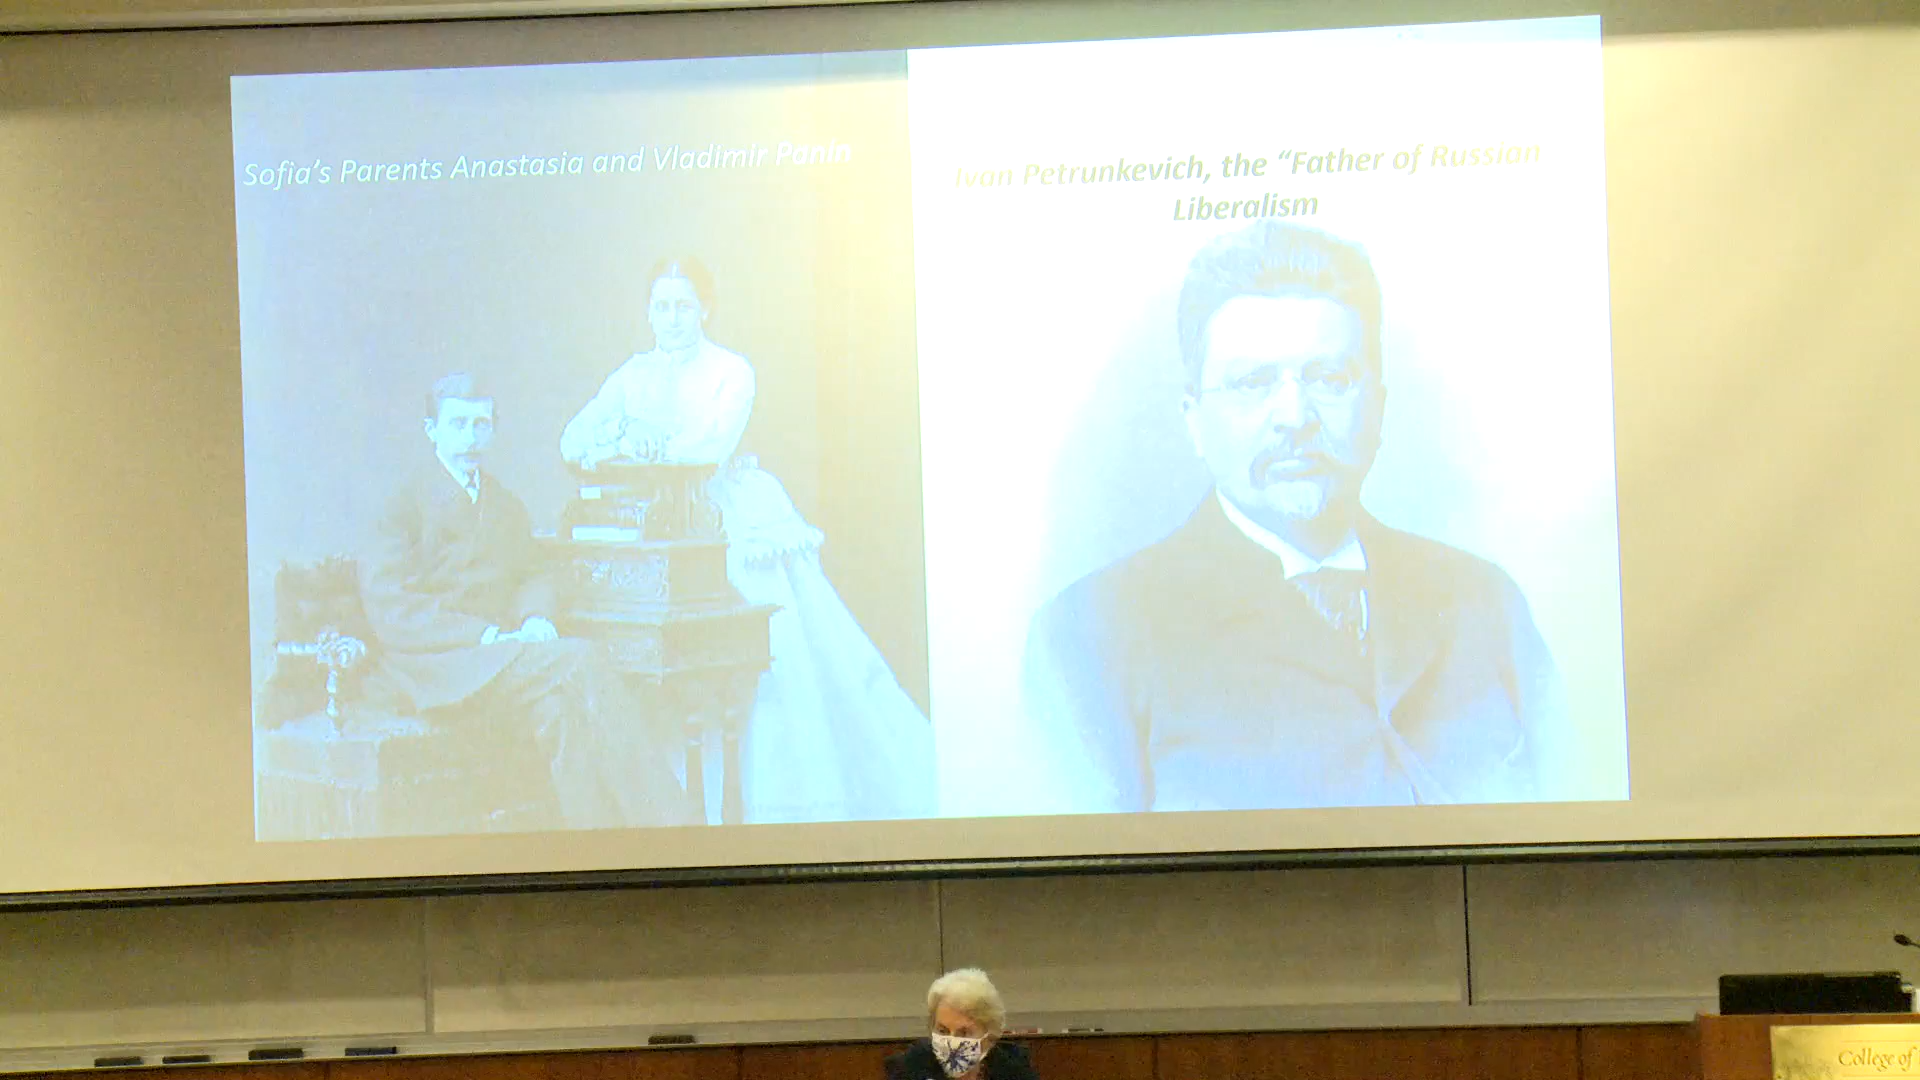 Sofia's Parents Anastasia and Vladimir Panin
Ivan Petrunkevich, the “Father of Russian
Liberalism
College of